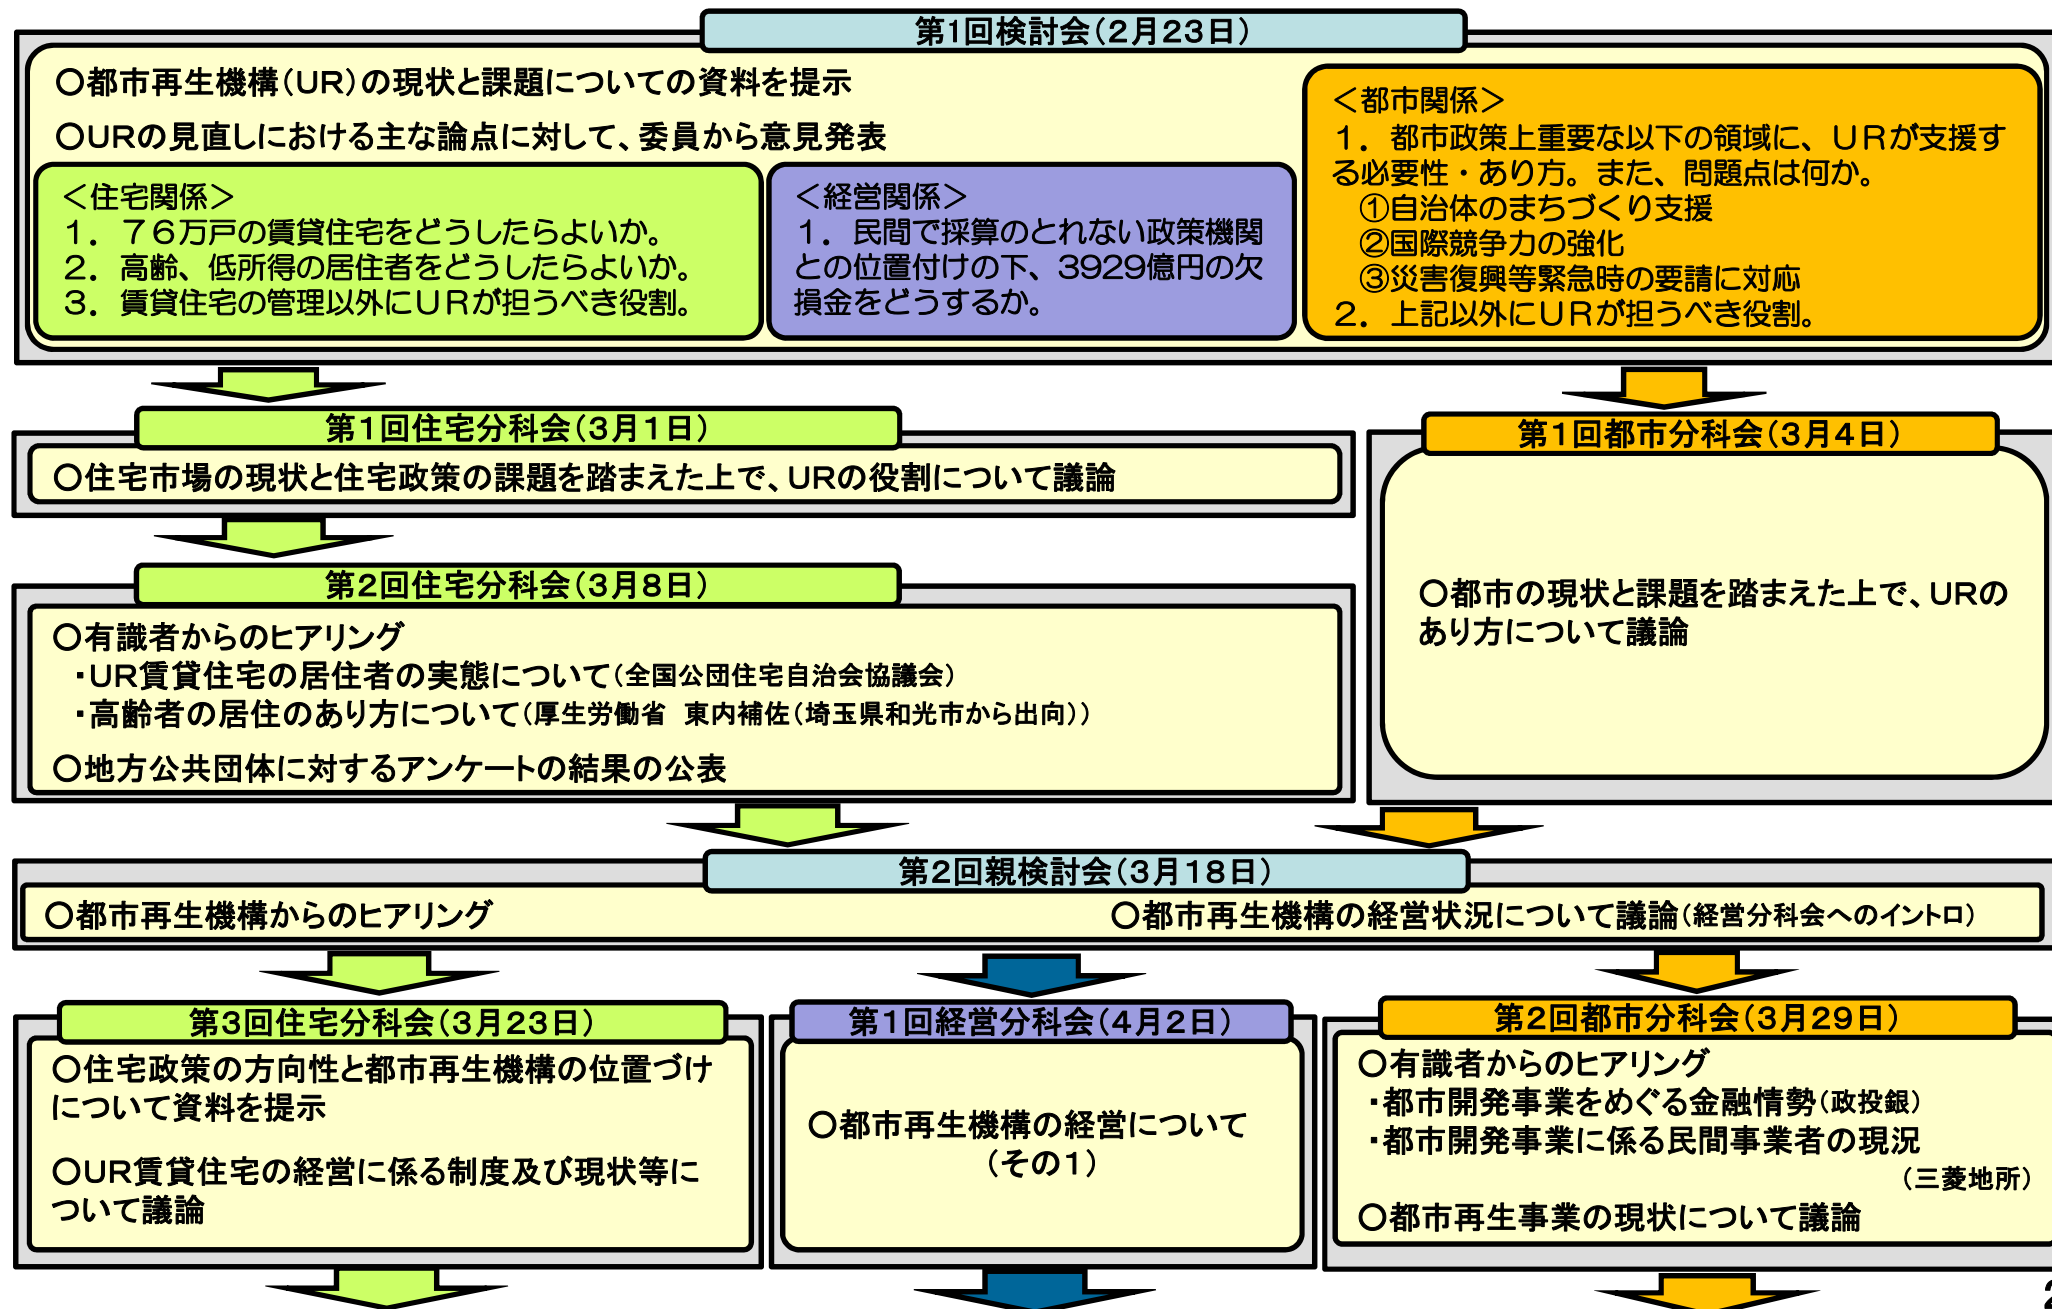 第1回検討会（2月23日）
○都市再生機構（UR）の現状と課題についての資料を提示
○URの見直しにおける主な論点に対して、委員から意見発表
＜住宅関係＞
１．７６万戸の賃貸住宅をどうしたらよいか。
２．高齢、低所得の居住者をどうしたらよいか。
３．賃貸住宅の管理以外にＵＲが担うべき役割。
＜経営関係＞
１．民間で採算のとれない政策機関
との位置付けの下、3929億円の欠
損金をどうするか。
＜都市関係＞
１．都市政策上重要な以下の領域に、ＵＲが支援す
る必要性・あり方。また、問題点は何か。
①自治体のまちづくり支援
②国際競争力の強化
③災害復興等緊急時の要請に対応
２．上記以外にＵＲが担うべき役割。
第1回住宅分科会（3月1日）
○住宅市場の現状と住宅政策の課題を踏まえた上で、URの役割について議論
第2回住宅分科会（3月8日）
○有識者からのヒアリング
・UR賃貸住宅の居住者の実態について（全国公団住宅自治会協議会）
・高齢者の居住のあり方について（厚生労働省　東内補佐（埼玉県和光市から出向））
○地方公共団体に対するアンケートの結果の公表
第1回都市分科会（3月4日）
○都市の現状と課題を踏まえた上で、URの
あり方について議論
第2回親検討会（3月18日）
○都市再生機構からのヒアリング
○都市再生機構の経営状況について議論（経営分科会へのイントロ）
第3回住宅分科会（3月23日）
○住宅政策の方向性と都市再生機構の位置づけ
について資料を提示
○UR賃貸住宅の経営に係る制度及び現状等に
ついて議論
第1回経営分科会（4月2日）
○都市再生機構の経営について
（その1）
第2回都市分科会（3月29日）
○有識者からのヒアリング
・都市開発事業をめぐる金融情勢（政投銀）
・都市開発事業に係る民間事業者の現況
（三菱地所）
○都市再生事業の現状について議論